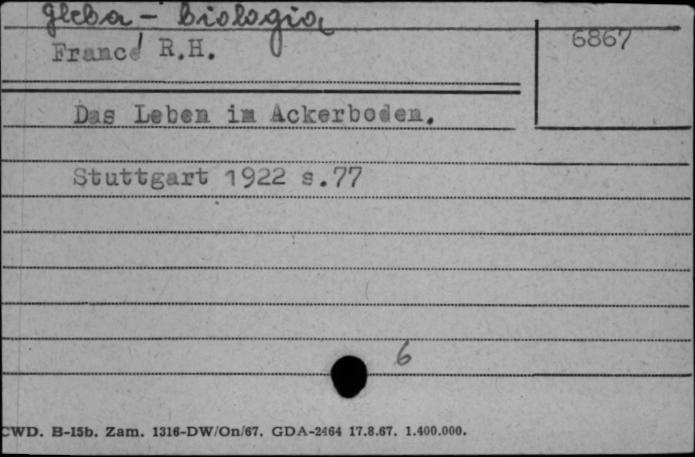 gleba - biologia
Francé R.H.
6867
Das Leben im Ackerboden.
Stuttgart 1922 s.77
6
CWD. B-15b. Zam. 1316-DW/On/67. GDA-2464 17.8.67. 1.400.000.